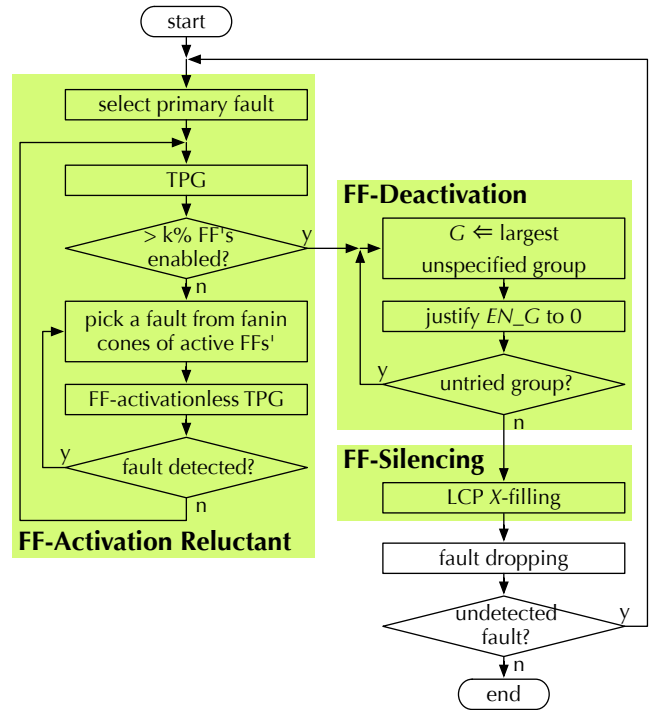 start
select primary fault
TPG
> k% FF's
enabled?
y
n
pick a fault from fanin
cones of active FFs'
FF-activationless TPG
fault detected?
y
n
FF-Activation Reluctant
FF-Deactivation
G ⇐ largest
unspecified group
justify EN_G to 0
untried group?
y
n
FF-Silencing
LCP X-filling
fault dropping
undetected
fault?
y
n
end